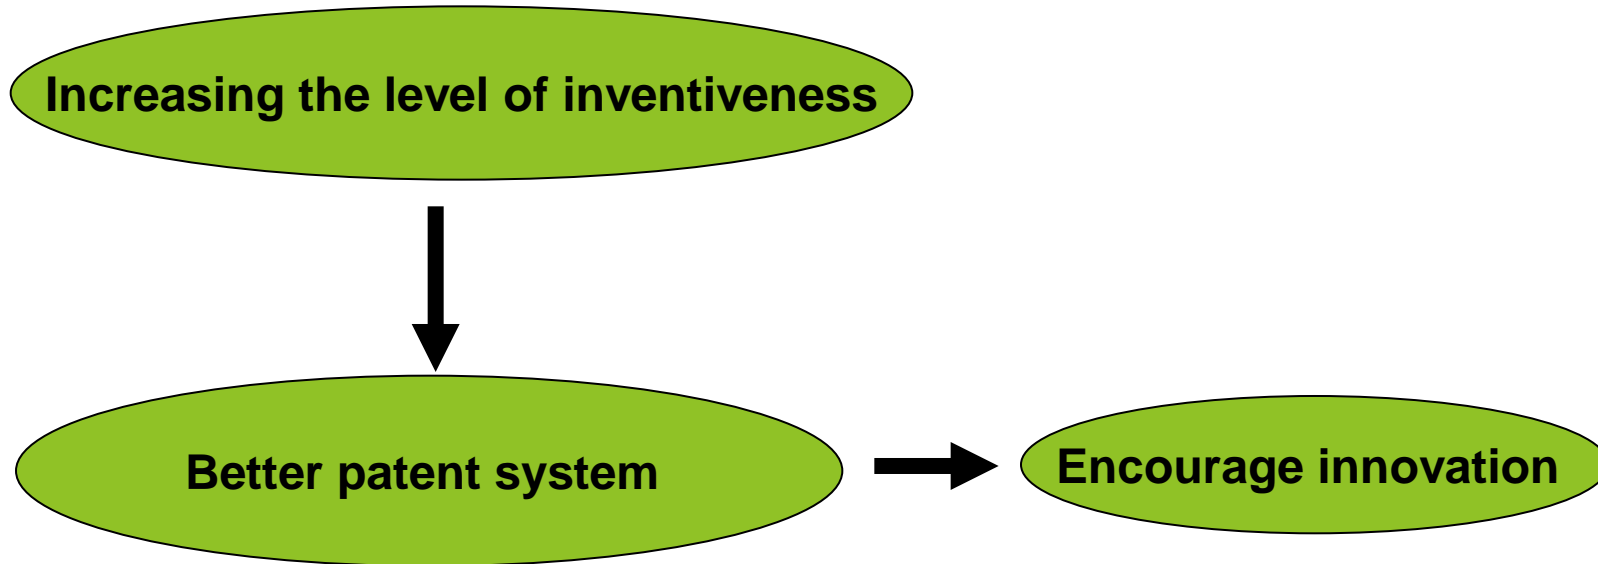 Increasing the level of inventiveness
Better patent system
Encourage innovation